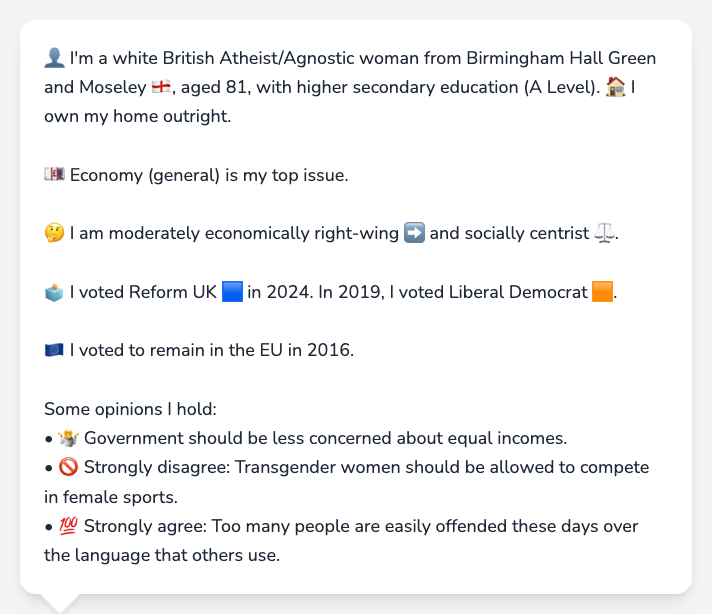 👤 I'm a white British Atheist/Agnostic woman from Birmingham Hall Green
and Moseley 🏴󠁧󠁢󠁥󠁮󠁧󠁿, aged 81, with higher secondary education (A Level). 🏠 I
own my home outright.
💷 Economy (general) is my top issue.
🤔 I am moderately economically right-wing ➡️ and socially centrist ⚖️.
🗳️ I voted Reform UK 🟦 in 2024. In 2019, I voted Liberal Democrat 🟧.
🇪🇺 I voted to remain in the EU in 2016.
Some opinions I hold:
• 🤷 Government should be less concerned about equal incomes.
• 🚫 Strongly disagree: Transgender women should be allowed to compete
in female sports.
• 💯 Strongly agree: Too many people are easily offended these days over
the language that others use.